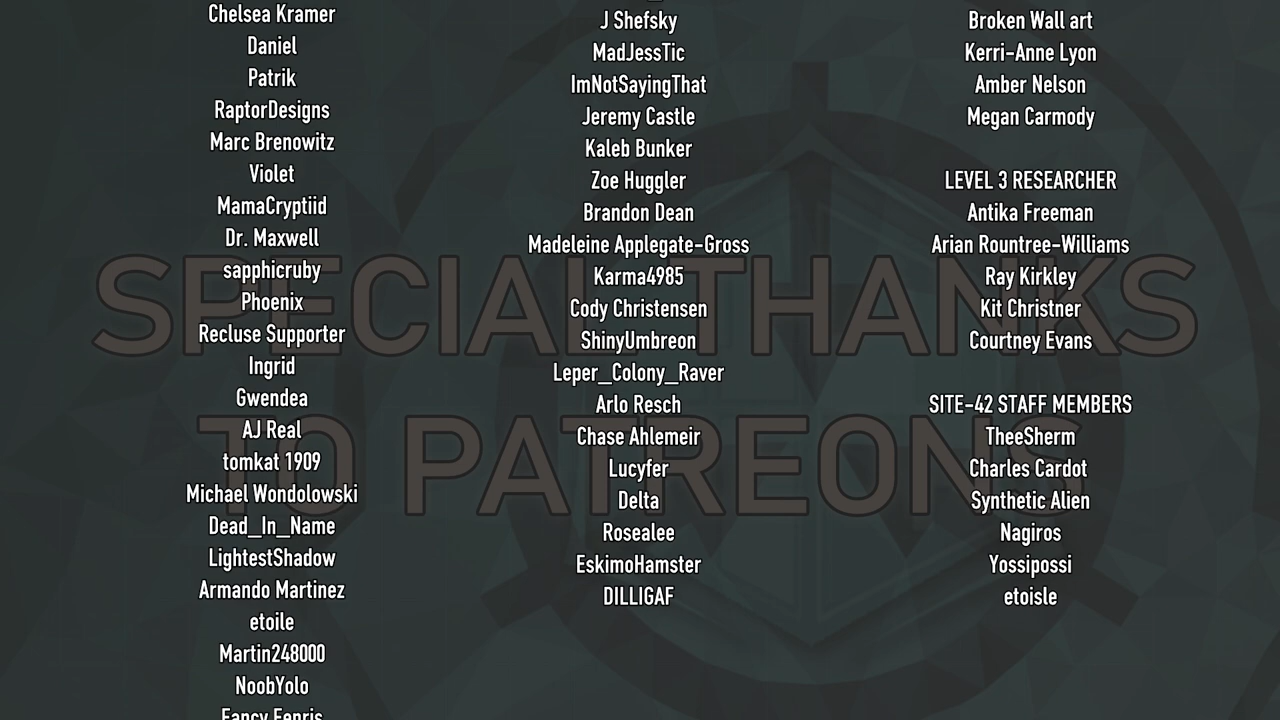 Chelsea Kramer
Daniel
Patrik
RaptorDesigns
Marc Brenowitz
Violet
MamaCryptiid
Dr. Maxwell
sapphicruby
Phoenix
Recluse Supporter
Ingrid
Gwendea
AJ Real
tomkat 1909
Michael Wondolowski
Dead_In_Name
LightestShadow
Armando Martinez
etoile
Martin248000
NoobYolo
Fancy Fenris
J Shefsky
MadJessTic
ImNotSayingThat
Jeremy Castle
Kaleb Bunker
Zoe Huggler
Brandon Dean
Madeleine Applegate-Gross
Karma4985
Cody Christensen
ShinyUmbreon
Leper_Colony_Raver
Arlo Resch
Chase Ahlemeir
Lucyfer
Delta
Rosealee
EskimoHamster
DILLIGAF
Broken Wall art
Kerri-Anne Lyon
Amber Nelson
Megan Carmody
LEVEL 3 RESEARCHER
Antika Freeman
Arian Rountree-Williams
Ray Kirkley
Kit Christner
Courtney Evans
SITE-42 STAFF MEMBERS
TheeSherm
Charles Cardot
Synthetic Alien
Nagiros
Yossipossi
etoisle
SPECIAL THANKS
TO PATREONS